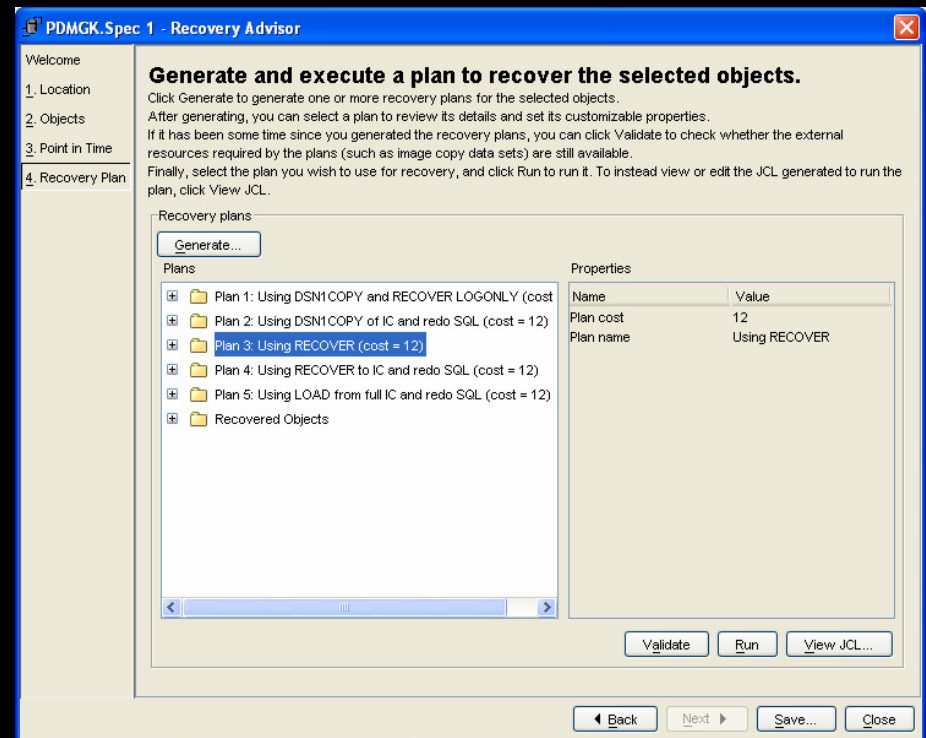 PDMGK.Spec 1 - Recovery Advisor
Welcome
1. Location
2. Objects
3. Point in Time
4. Recovery Plan
Generate and execute a plan to recover the selected objects.
Click Generate to generate one or more recovery plans for the selected objects.
After generating, you can select a plan to review its details and set its customizable properties.
If it has been some time since you generated the recovery plans, you can click Validate to check whether the external
resources required by the plans (such as image copy data sets) are still available.
Finally, select the plan you wish to use for recovery, and click Run to run it. To instead view or edit the JCL generated to run the
plan, click View JCL.
Recovery plans
Generate...
Plans
Plan 1: Using DSN1COPY and RECOVER LOGONLY (cost
Plan 2: Using DSN1COPY of IC and redo SQL (cost = 12)
Plan 3: Using RECOVER (cost = 12)
Plan 4: Using RECOVER to IC and redo SQL (cost = 12)
Plan 5: Using LOAD from full IC and redo SQL (cost = 12)
Recovered Objects
Properties
Name Value
Plan cost 12
Plan name Using RECOVER
Validate Run View JCL...
Back Next Save... Close